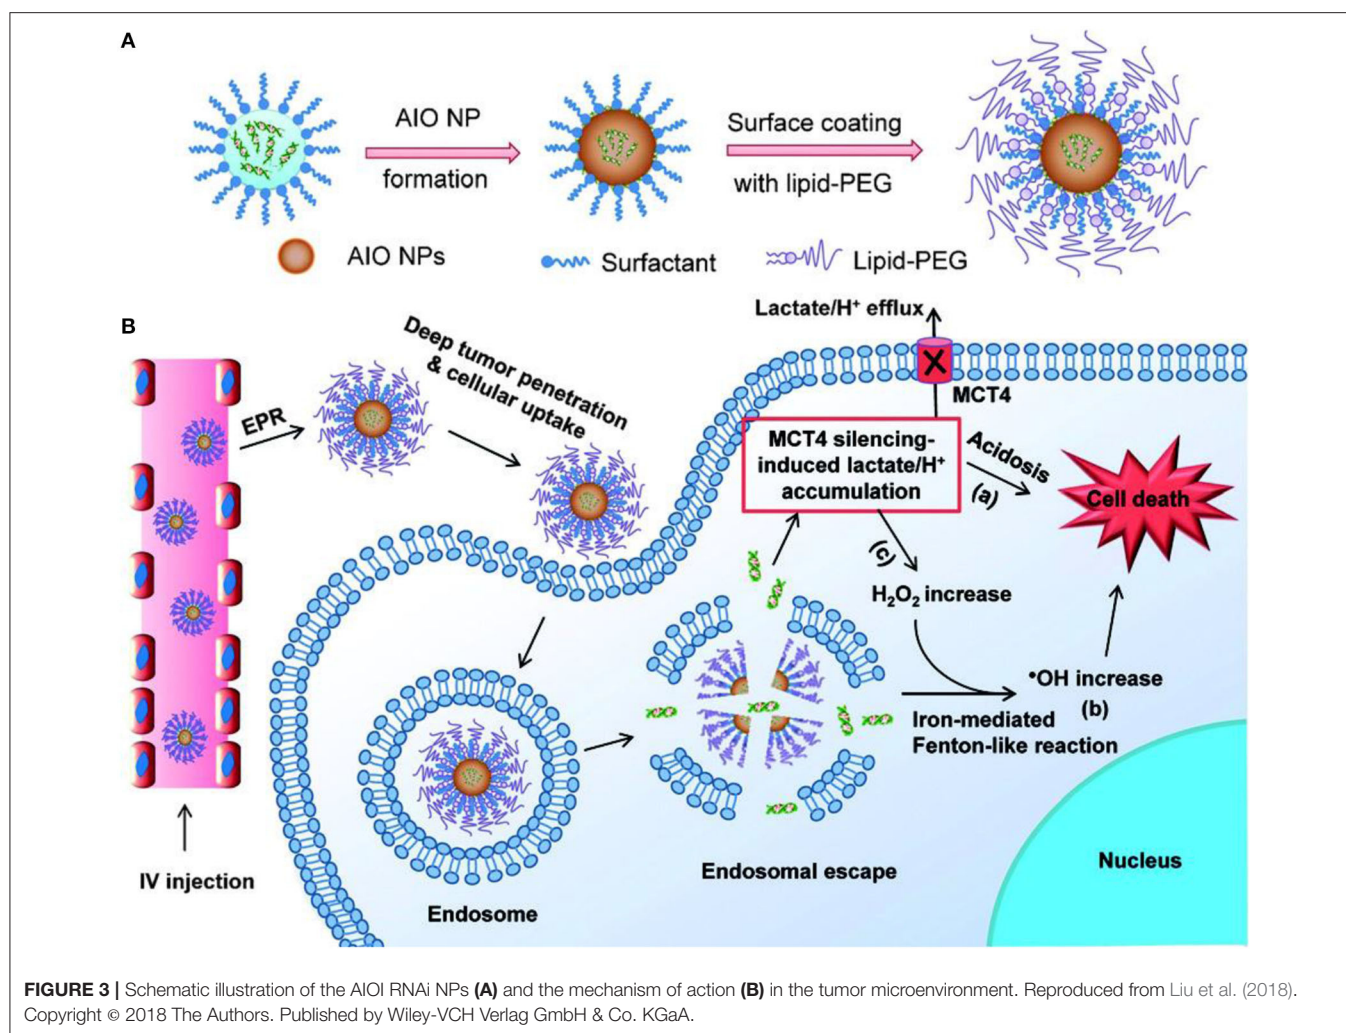 A
AIO NP
formation
Surface coating
with lipid-PEG
AIO NPs
Surfactant
Lipid-PEG
B
EPR
Deep tumor penetration
& cellular uptake
Lactate/H⁺ efflux
X
MCT4
MCT4 silencing-
induced lactate/H⁺
accumulation
Acidosis
(a)
Cell death
(c)
H₂O₂ increase
•OH increase
(b)
Iron-mediated
Fenton-like reaction
IV injection
Endosome
Endosomal escape
Nucleus
FIGURE 3 | Schematic illustration of the AIOI RNAi NPs (A) and the mechanism of action (B) in the tumor microenvironment. Reproduced from Liu et al. (2018).
Copyright © 2018 The Authors. Published by Wiley-VCH Verlag GmbH & Co. KGaA.